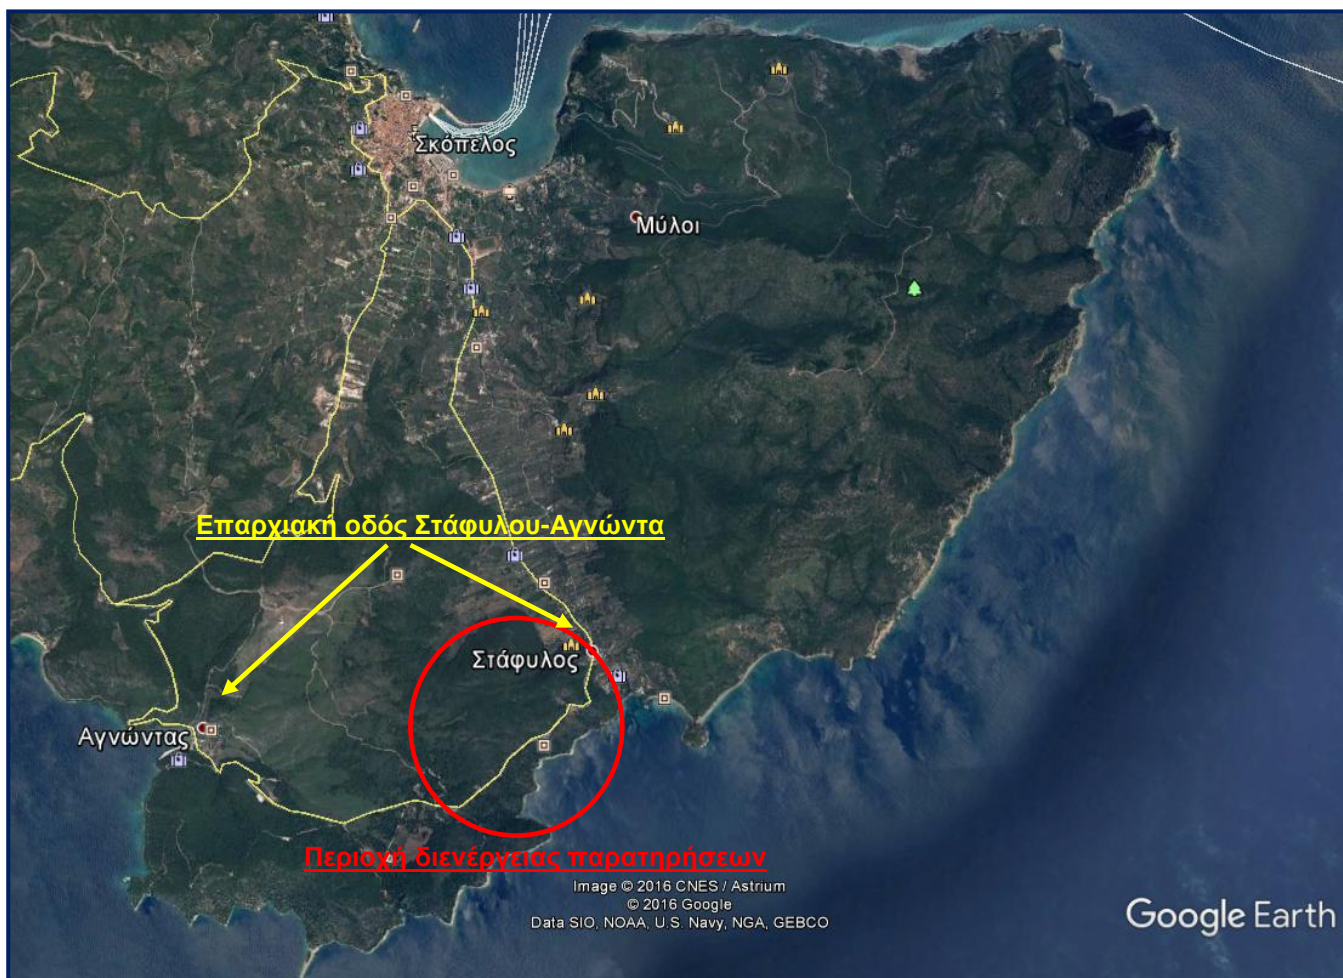 Σκόπελος
Μύλοι
Επαρχιακή οδός Στάφυλου-Αγνώντα
Στάφυλος
Αγνώντας
Περιοχή διενέργειας παρατηρήσεων
Image © 2016 CNES / Astrium
© 2016 Google
Data SIO, NOAA, U.S. Navy, NGA, GEBCO
Google Earth